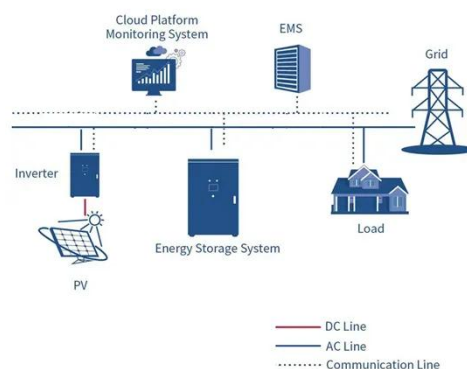 Cloud Platform
Monitoring System
EMS
Grid
Inverter
Energy Storage System
Load
PV
DC Line
AC Line
Communication Line